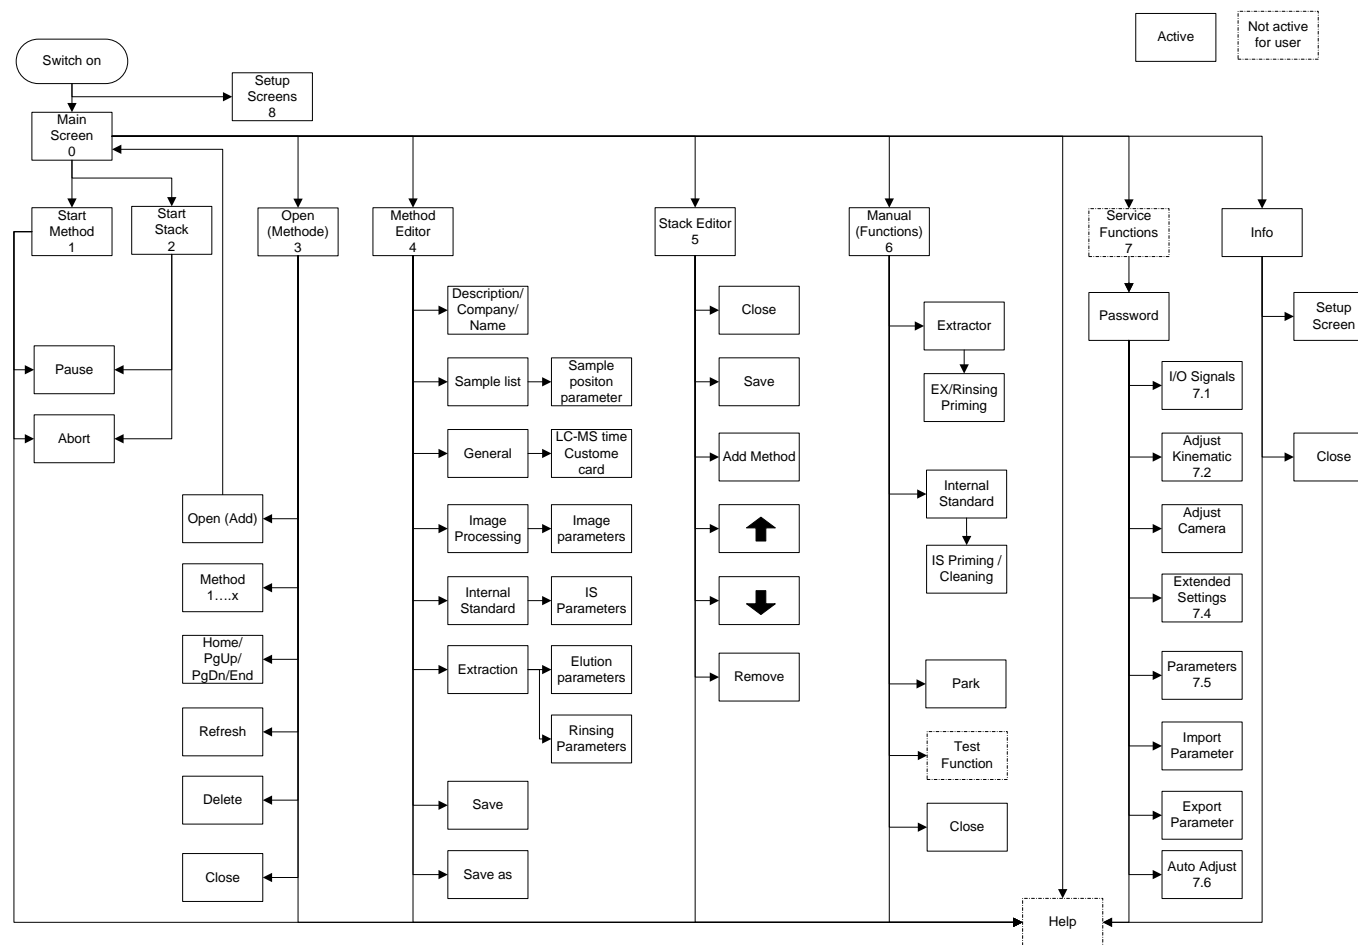 Active
Not active
for user
Switch on
Setup
Screens
8
Main
Screen
0
Start
Method
1
Start
Stack
2
Open
(Methode)
3
Method
Editor
4
Stack Editor
5
Manual
(Functions)
6
Service
Functions
7
Info
Pause
Abort
Open (Add)
Method
1….x
Home/
PgUp/
PgDn/End
Refresh
Delete
Close
Description/
Company/
Name
Sample list
Sample
positon
parameter
General
LC-MS time
Custome
card
Image
Processing
Image
parameters
Internal
Standard
IS
Parameters
Extraction
Elution
parameters
Rinsing
Parameters
Save
Save as
Close
Save
Add Method
Remove
Extractor
EX/Rinsing
Priming
Internal
Standard
IS Priming /
Cleaning
Park
Test
Function
Close
Password
I/O Signals
7.1
Adjust
Kinematic
7.2
Adjust
Camera
Extended
Settings
7.4
Parameters
7.5
Import
Parameter
Export
Parameter
Auto Adjust
7.6
Setup
Screen
Close
Help